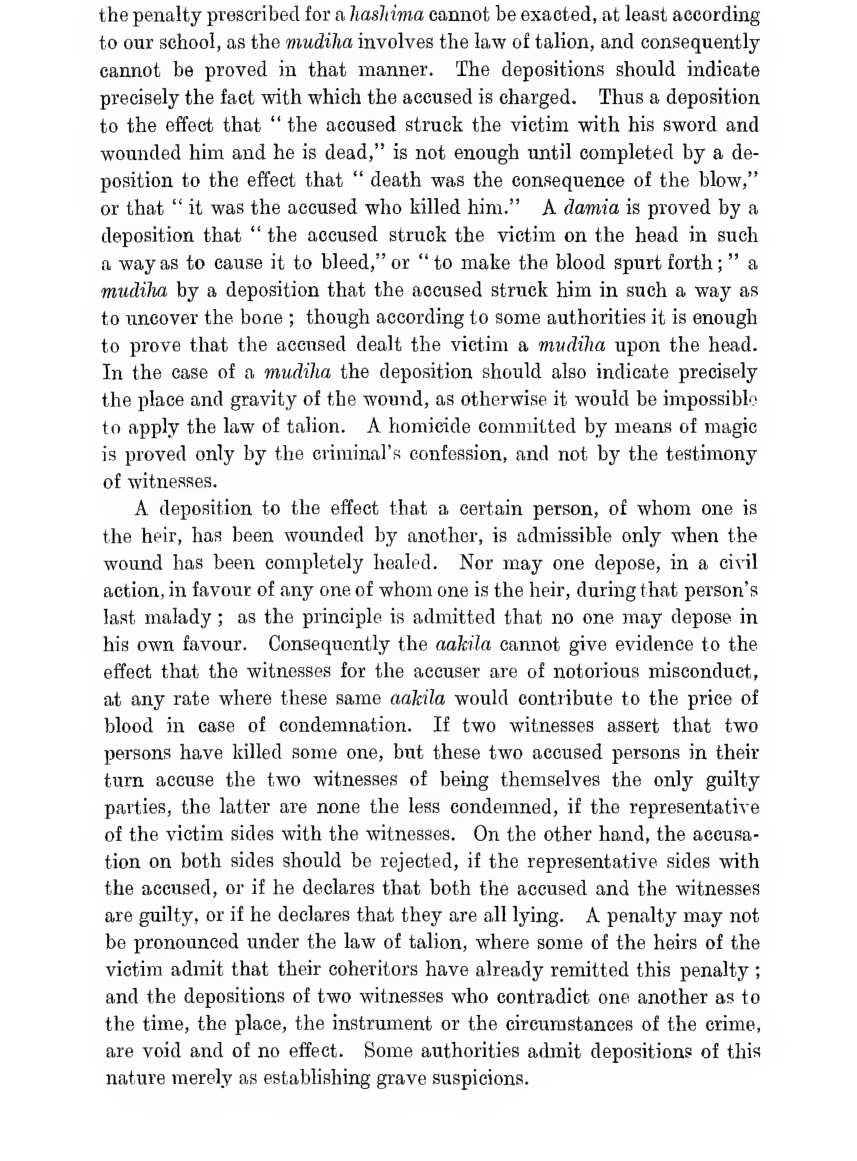 the penalty prescribed for a hashima cannot be exacted, at least according
to our school, as the mudiha involves the law of talion, and consequently
cannot be proved in that manner. The depositions should indicate
precisely the fact with which the accused is charged. Thus a deposition
to the effect that “ the accused struck the victim with his sword and
wounded him and he is dead,” is not enough until completed by a de-
position to the effect that “ death was the consequence of the blow,”
or that “ it was the accused who killed him.” A damia is proved by a
deposition that “ the accused struck the victim on the head in such
a way as to cause it to bleed,” or “ to make the blood spurt forth ; ” a
mudiha by a deposition that the accused struck him in such a way as
to uncover the bone ; though according to some authorities it is enough
to prove that the accused dealt the victim a mudiha upon the head.
In the case of a mudiha the deposition should also indicate precisely
the place and gravity of the wound, as otherwise it would be impossible
to apply the law of talion. A homicide committed by means of magic
is proved only by the criminal’s confession, and not by the testimony
of witnesses.
A deposition to the effect that a certain person, of whom one is
the heir, has been wounded by another, is admissible only when the
wound has been completely healed. Nor may one depose, in a civil
action, in favour of any one of whom one is the heir, during that person’s
last malady ; as the principle is admitted that no one may depose in
his own favour. Consequently the aakila cannot give evidence to the
effect that the witnesses for the accuser are of notorious misconduct,
at any rate where these same aakila would contribute to the price of
blood in case of condemnation. If two witnesses assert that two
persons have killed some one, but these two accused persons in their
turn accuse the two witnesses of being themselves the only guilty
parties, the latter are none the less condemned, if the representative
of the victim sides with the witnesses. On the other hand, the accusa-
tion on both sides should be rejected, if the representative sides with
the accused, or if he declares that both the accused and the witnesses
are guilty, or if he declares that they are all lying. A penalty may not
be pronounced under the law of talion, where some of the heirs of the
victim admit that their coheritors have already remitted this penalty ;
and the depositions of two witnesses who contradict one another as to
the time, the place, the instrument or the circumstances of the crime,
are void and of no effect. Some authorities admit depositions of this
nature merely as establishing grave suspicions.